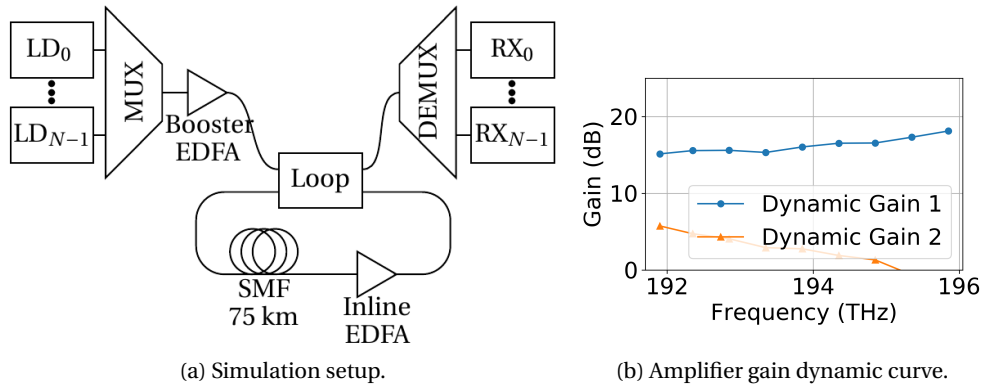 LD0
LDN−1
MUX
Booster
EDFA
Loop
DEMUX
RX0
RXN−1
SMF
75 km
Inline
EDFA
(a) Simulation setup.
Gain (dB)
20
10
0
Dynamic Gain 1
Dynamic Gain 2
192
194
196
Frequency (THz)
(b) Amplifier gain dynamic curve.